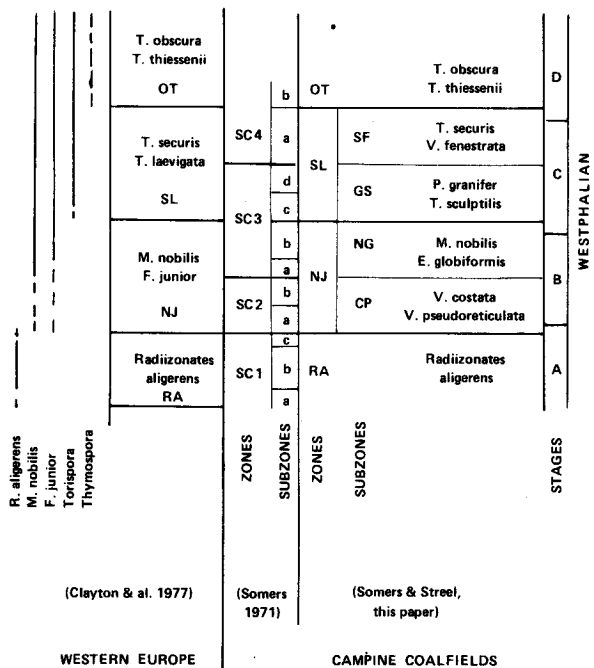 T. obscura
T. thiessenii
OT
b
OT
T. obscura
T. thiessenii
D
T. securis
T. laevigata
SL
SC4
a
SL
SF
T. securis
V. fenestrata
C
SC3
d
c
GS
P. granifer
T. sculptilis
M. nobilis
F. junior
NJ
b
a
NJ
NG
M. nobilis
E. globiformis
B
SC2
b
a
CP
V. costata
V. pseudoreticulata
Radiizonates
aligerens
RA
SC1
c
b
a
RA
Radiizonates
aligerens
A
WESTPHALIAN
R. aligerens
M. nobilis
F. junior
Torispora
Thymospora
ZONES
SUBZONES
ZONES
SUBZONES
STAGES
(Clayton & al. 1977)
(Somers
1971)
(Somers & Streel,
this paper)
WESTERN EUROPE
CAMPINE COALFIELDS